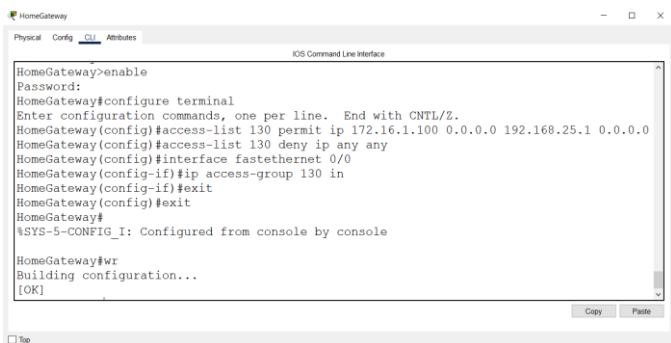 HomeGateway
Physical Config CLI Attributes
IOS Command Line Interface
HomeGateway>enable
Password:
HomeGateway#configure terminal
Enter configuration commands, one per line. End with CNTL/Z.
HomeGateway(config)#access-list 130 permit ip 172.16.1.100 0.0.0.0 192.168.25.1 0.0.0.0
HomeGateway(config)#access-list 130 deny ip any any
HomeGateway(config)#interface fastethernet 0/0
HomeGateway(config-if)#ip access-group 130 in
HomeGateway(config-if)#exit
HomeGateway(config)#exit
HomeGateway#
%SYS-5-CONFIG_I: Configured from console by console
HomeGateway#wr
Building configuration...
[OK]
Copy Paste
Top